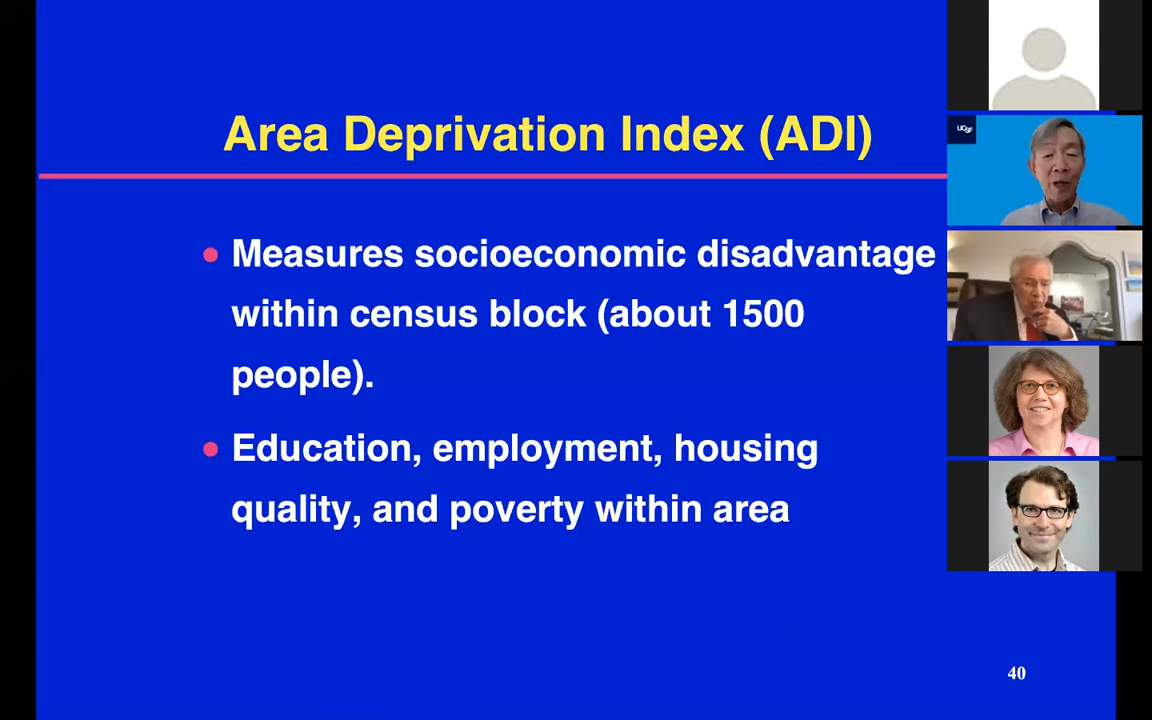 Area Deprivation Index (ADI)
Measures socioeconomic disadvantage
within census block (about 1500
people).
Education, employment, housing
quality, and poverty within area
40
UCSF